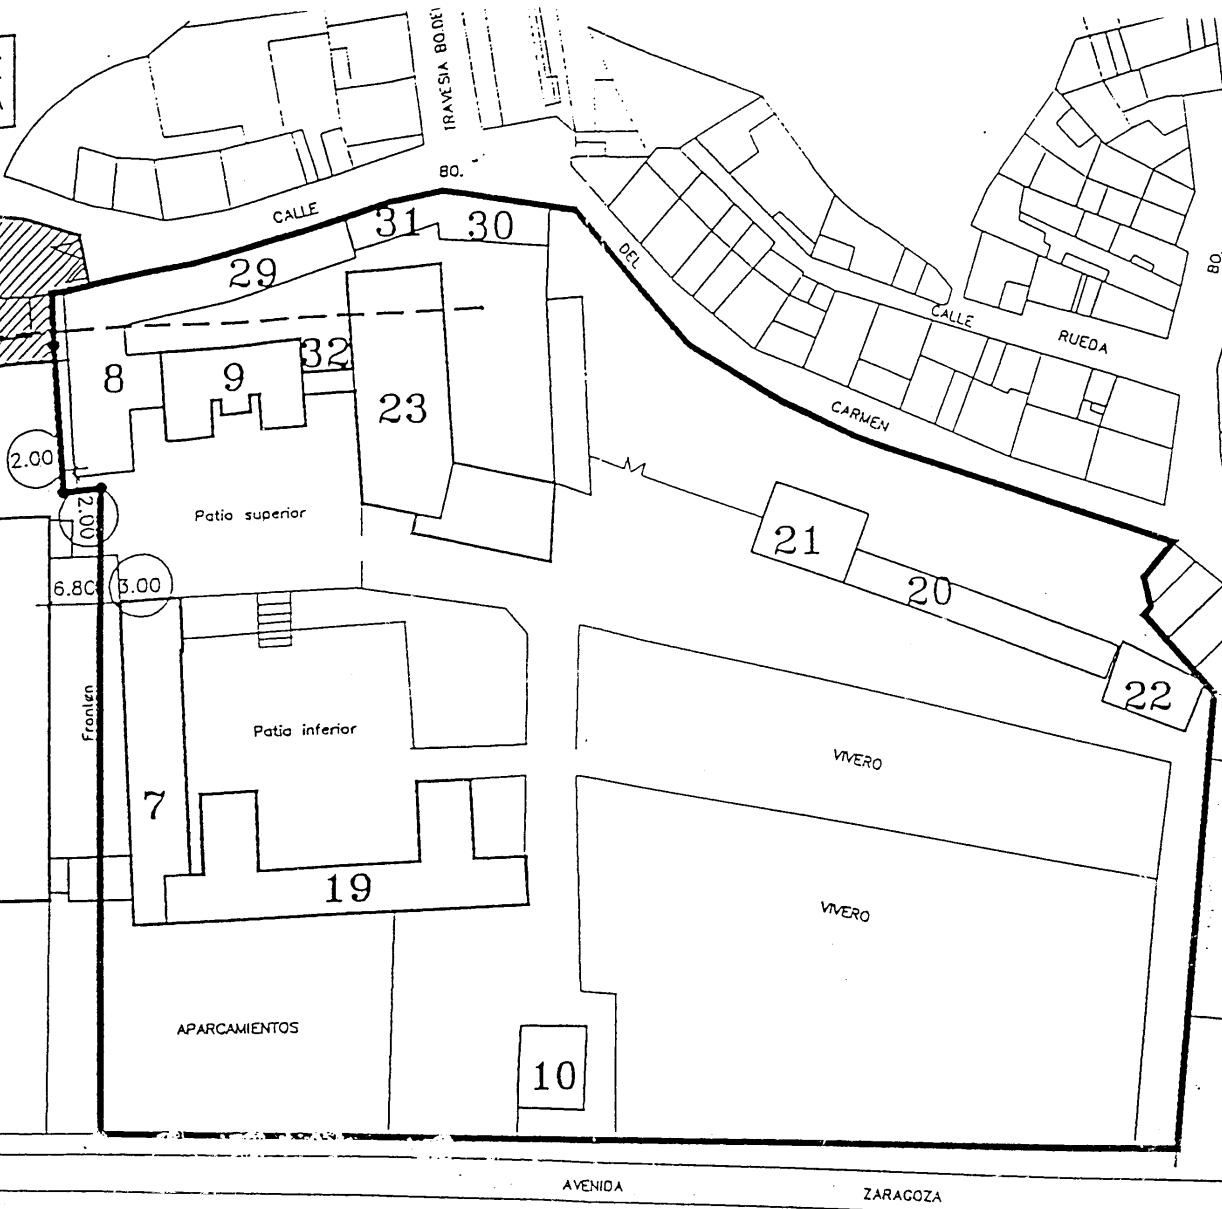 TRAVESIA BO.DEL
BO.
CALLE
31
30
29
DEL
BO.
CALLE
RUEDA
32
8
9
23
CARMEN
2.00
2.00
Patio superior
21
20
6.80
3.00
22
Fronton
Patio inferior
VIVERO
7
19
VIVERO
APARCAMIENTOS
10
AVENIDA
ZARAGOZA